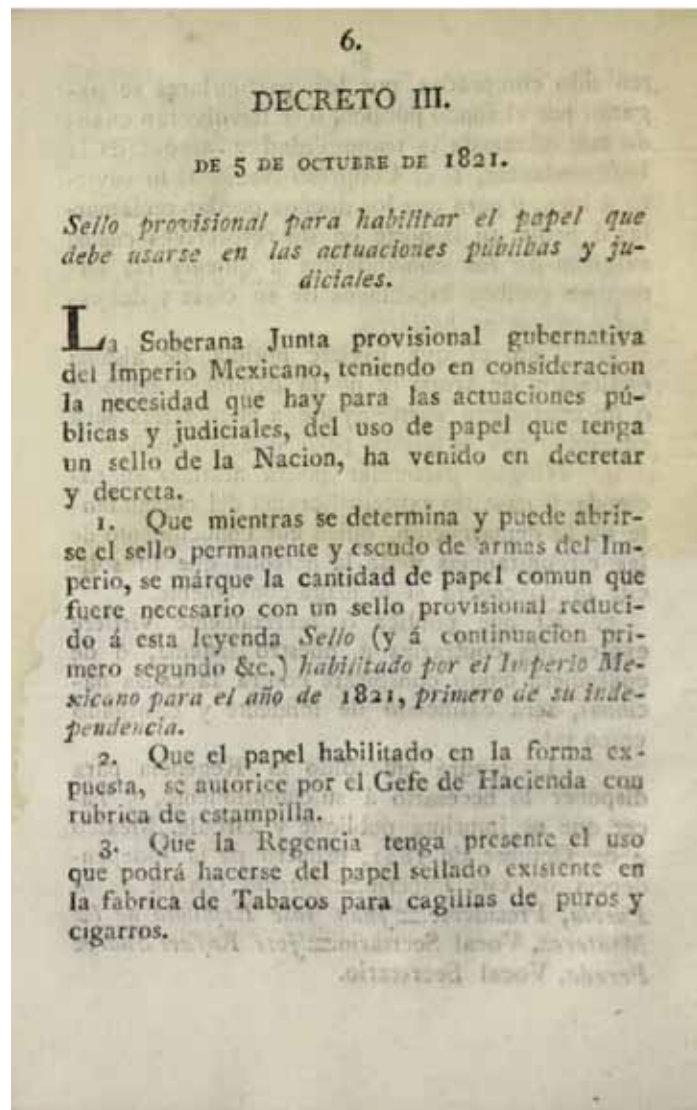 6.
DECRETO III.
DE 5 DE OCTUBRE DE 1821.
Sello provisional para habilitar el papel que
debe usarse en las actuaciones públibas y ju-
diciales.
La Soberana Junta provisional gubernativa
del Imperio Mexicano, teniendo en consideracion
la necesidad que hay para las actuaciones pú-
blicas y judiciales, del uso de papel que tenga
un sello de la Nacion, ha venido en decretar
y decreta.
1. Que mientras se determina y puede abrir-
se el sello permanente y escudo de armas del Im-
perio, se márque la cantidad de papel comun que
fuere necesario con un sello provisional reduci-
do á esta leyenda Sello (y á continuacion pri-
mero segundo &c.) habilitado por el Imperio Me-
xicano para el año de 1821, primero de su inde-
pendencia.
2. Que el papel habilitado en la forma ex-
puesta, se autorice por el Gefe de Hacienda con
rubrica de estampilla.
3. Que la Regencia tenga presente el uso
que podrá hacerse del papel sellado existente en
la fabrica de Tabacos para cagillas de puros y
cigarros.